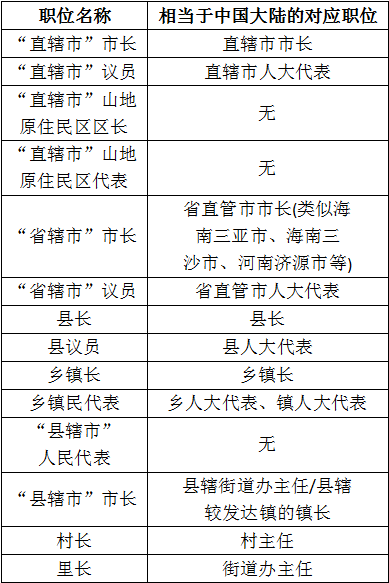 职位名称 相当于中国大陆的对应职位
“直辖市”市长 直辖市市长
“直辖市”议员 直辖市人大代表
“直辖市”山地
原住民区区长
无
“直辖市”山地
原住民区代表
无
“省辖市”市长
省直管市市长(类似海
南三亚市、海南三
沙市、河南济源市等)
“省辖市”议员 省直管市人大代表
县长 县长
县议员 县人大代表
乡镇长 乡镇长
乡镇民代表 乡人大代表、镇人大代表
“县辖市”
人民代表
无
“县辖市”市长
县辖街道办主任/县辖
较发达镇的镇长
村长 村主任
里长 街道办主任